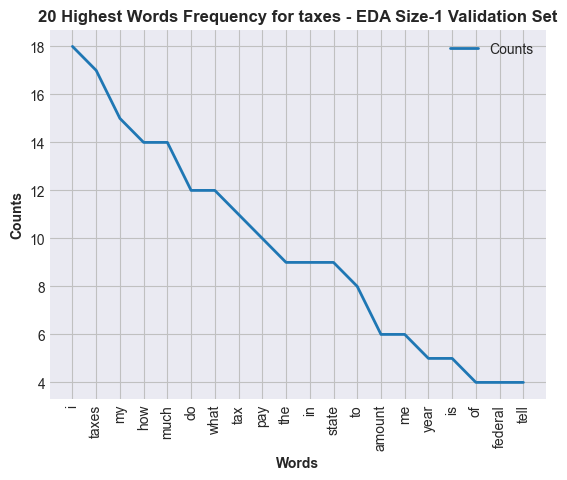 20 Highest Words Frequency for taxes - EDA Size-1 Validation Set
Counts
18
16
14
12
10
8
6
4
Counts
i
taxes
my
how
much
do
what
tax
pay
the
in
state
to
amount
me
year
is
of
federal
tell
Words